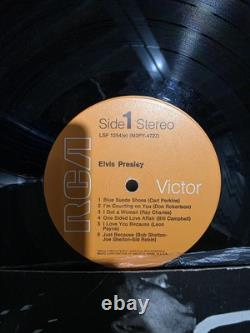 Side 1 Stereo
LSP 1254(e) (M0PY-4722)
Elvis Presley
RCA
Victor
1 Blue Suede Shoes (Carl Perkins)
2 I'm Counting on You (Don Robertson)
3 I Got a Woman (Ray Charles)
4 One Sided Love Affair (Bill Campbell)
5 I Love You Because (Leon
Payne)
6 Just Because (Bob Shelton-
Joe Shelton-Sid Robin)